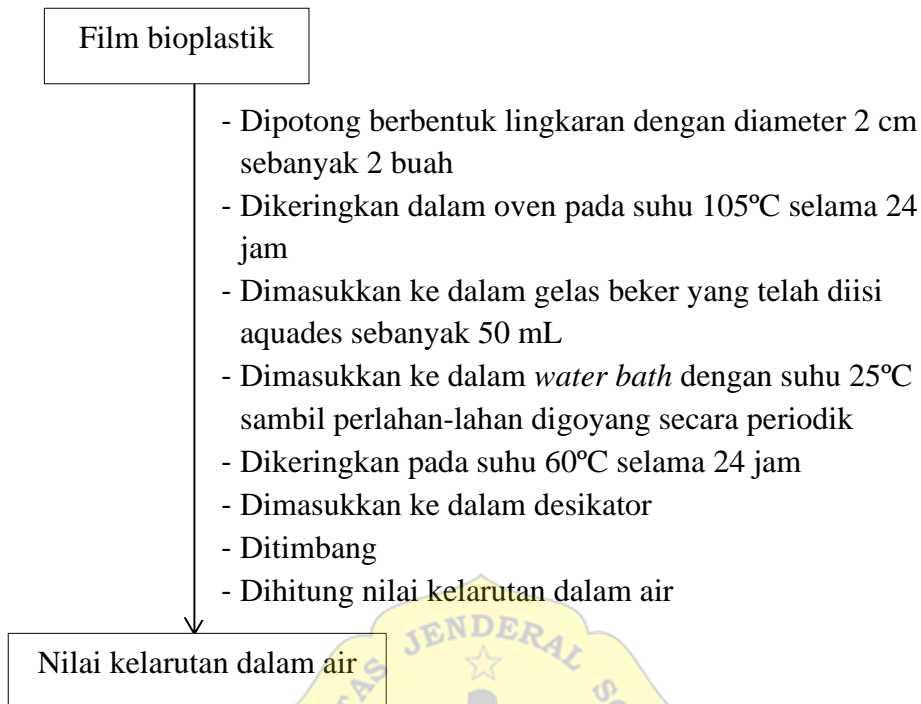 Film bioplastik
- Dipotong berbentuk lingkaran dengan diameter 2 cm
sebanyak 2 buah
- Dikeringkan dalam oven pada suhu 105ºC selama 24
jam
- Dimasukkan ke dalam gelas beker yang telah diisi
aquades sebanyak 50 mL
- Dimasukkan ke dalam water bath dengan suhu 25ºC
sambil perlahan-lahan digoyang secara periodik
- Dikeringkan pada suhu 60ºC selama 24 jam
- Dimasukkan ke dalam desikator
- Ditimbang
- Dihitung nilai kelarutan dalam air
JENDERAL
Nilai kelarutan dalam air